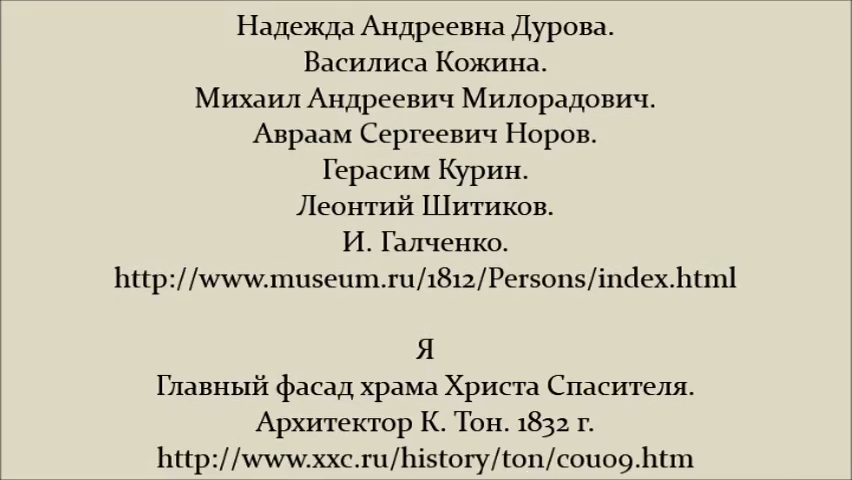 Надежда Андреевна Дурова.
Василиса Кожина.
Михаил Андреевич Милорадович.
Авраам Сергеевич Норов.
Герасим Курин.
Леонтий Шитиков.
И. Галченко.
http://www.museum.ru/1812/Persons/index.html
Я
Главный фасад храма Христа Спасителя.
Архитектор К. Тон. 1832 г.
http://www.xxc.ru/history/ton/cou09.htm